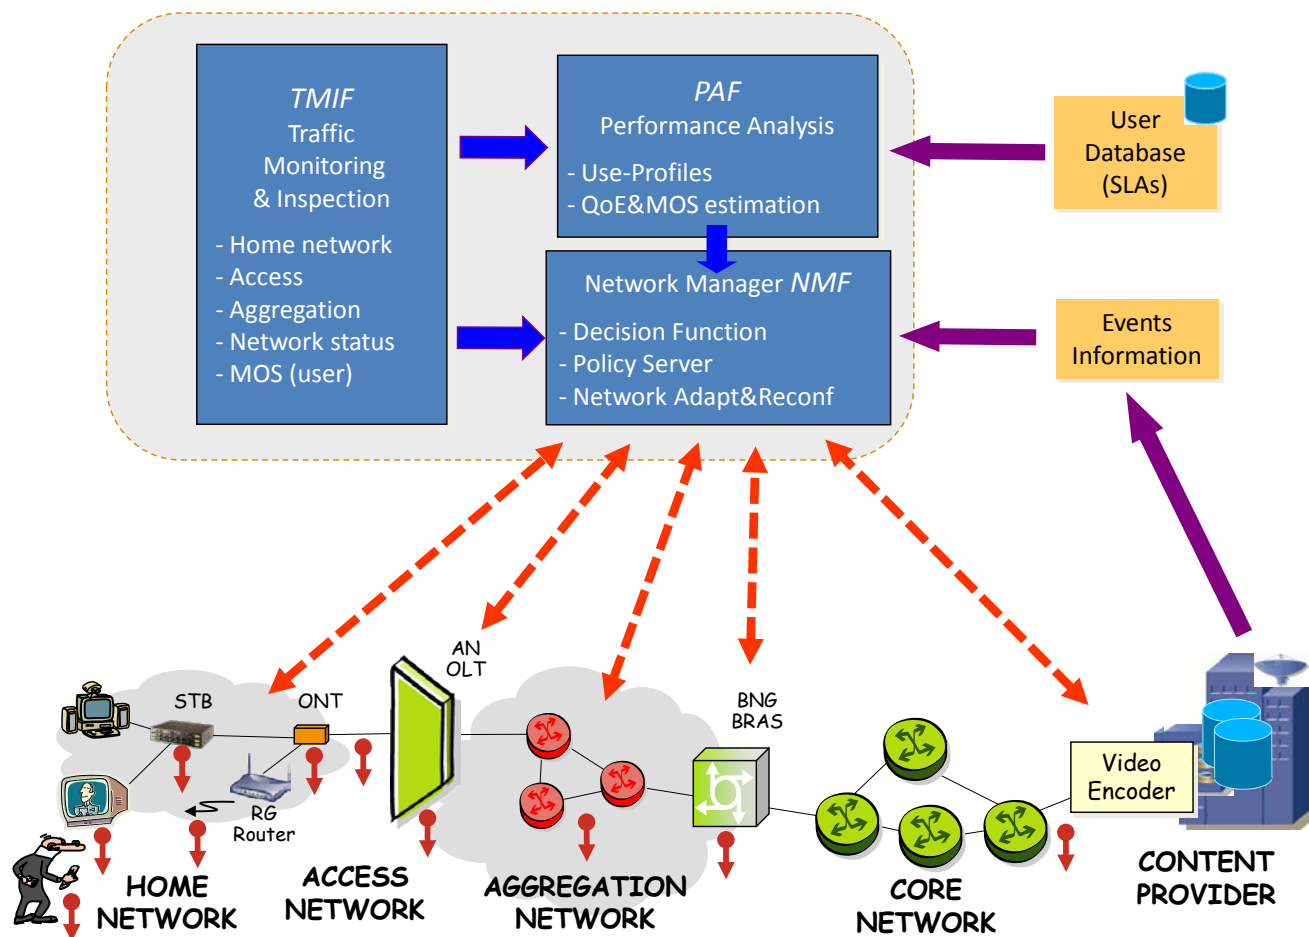 TMIF
Traffic
Monitoring
& Inspection
- Home network
- Access
- Aggregation
- Network status
- MOS (user)
PAF
Performance Analysis
- Use-Profiles
- QoE&MOS estimation
Network Manager NMF
- Decision Function
- Policy Server
- Network Adapt&Reconf
User
Database
(SLAs)
Events
Information
AN
OLT
STB
ONT
BNG
BRAS
RG
Router
Video
Encoder
HOME
NETWORK
ACCESS
NETWORK
AGGREGATION
NETWORK
CORE
NETWORK
CONTENT
PROVIDER